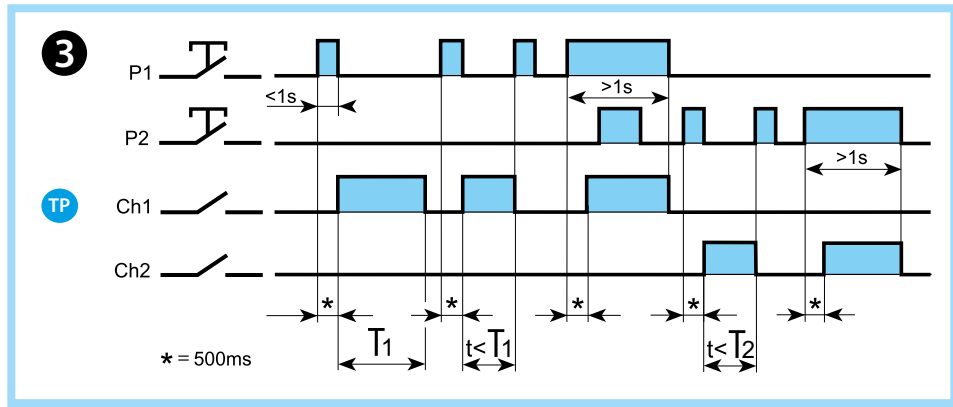 3
P1
<1s
>1s
P2
>1s
TP
Ch1
Ch2
* * * * *
T1
t<T1
t<T2
* = 500ms